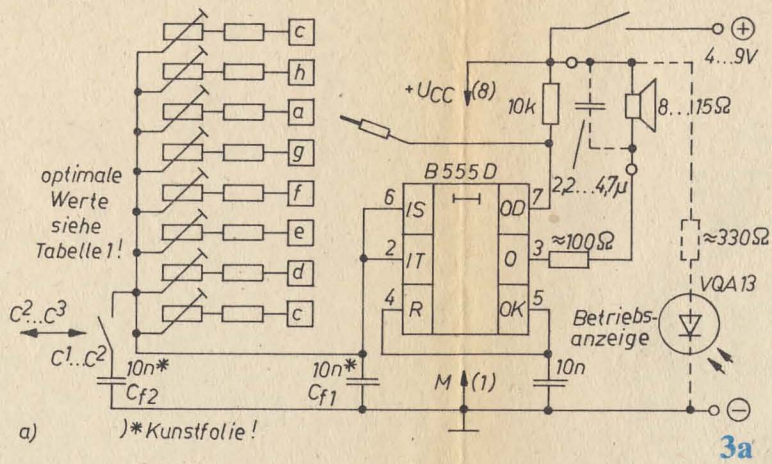 c
h
a
g
f
e
d
c
optimale
Werte
siehe
Tabelle 1!
C²...C³
C¹...C²
10n*
Cf2
10n*
Cf1
)*Kunstfolie!
a)
+UCC (8)
10k
4...9V
8...15Ω
2,2...4,7µ
B555D
6 IS
2 IT
4 R
OD 7
O 3
OK 5
≈100Ω
≈330Ω
VQA13
Betriebs-
anzeige
10n
M (1)
3a